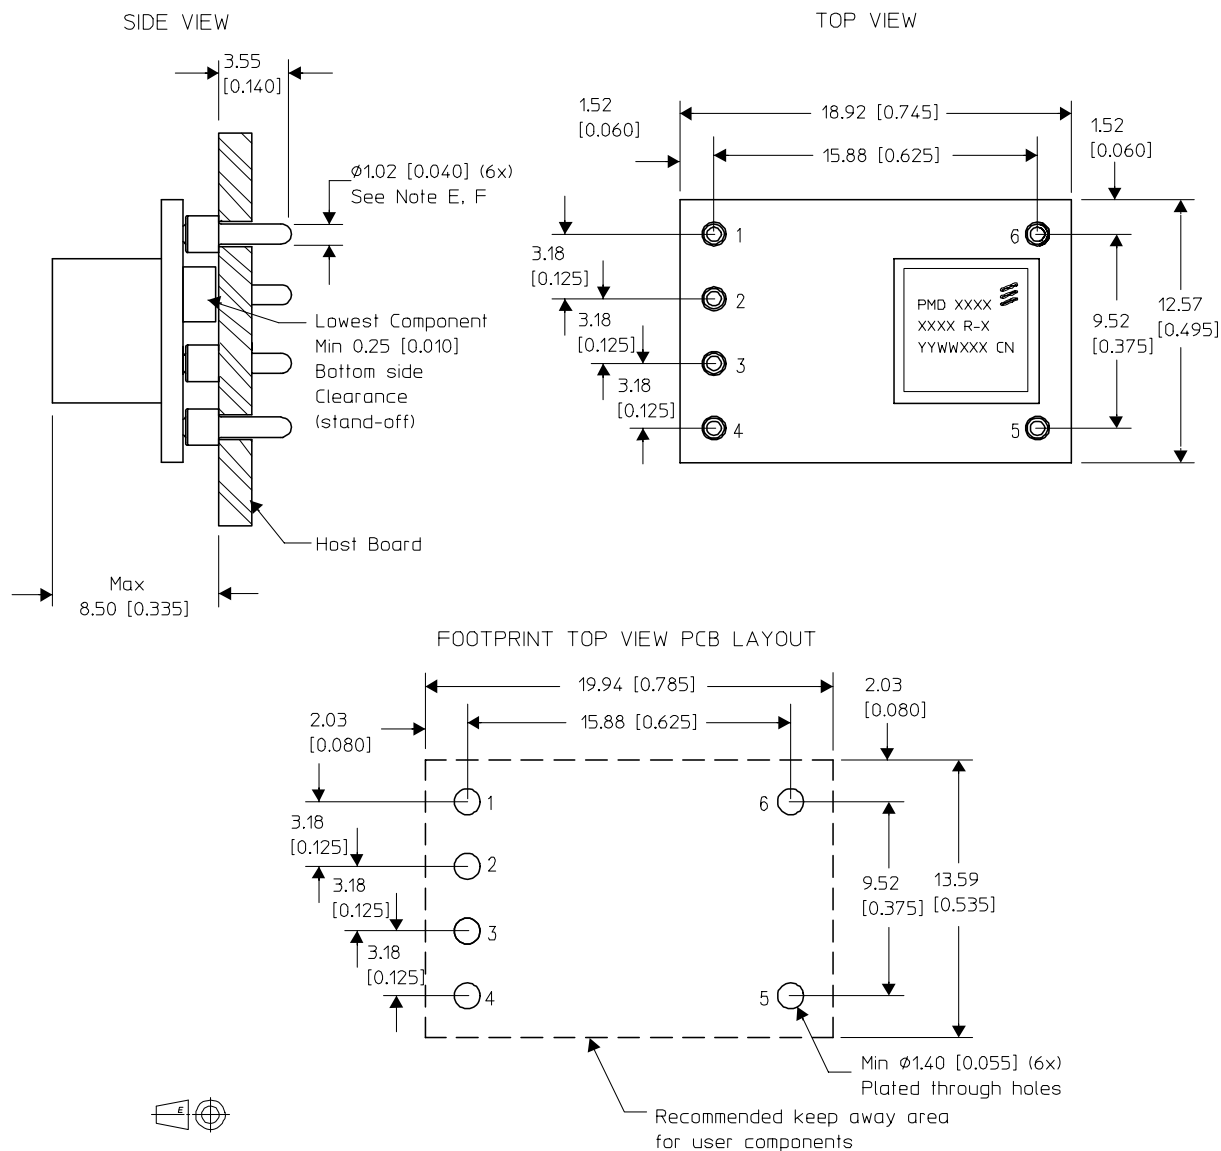 SIDE VIEW
3.55
[0.140]
ø1.02 [0.040] (6x)
See Note E, F
Lowest Component
Min 0.25 [0.010]
Bottom side
Clearance
(stand-off)
Host Board
Max
8.50 [0.335]
TOP VIEW
1.52
[0.060]
18.92 [0.745]
15.88 [0.625]
1.52
[0.060]
1
6
3.18
[0.125]
2
3.18
[0.125]
3
3.18
[0.125]
4
5
PMD XXXX
XXXX R-X
YYWWXXX CN
9.52
[0.375]
12.57
[0.495]
FOOTPRINT TOP VIEW PCB LAYOUT
19.94 [0.785]
15.88 [0.625]
2.03
[0.080]
2.03
[0.080]
1
6
3.18
[0.125]
2
3.18
[0.125]
3
3.18
[0.125]
4
5
9.52
[0.375]
13.59
[0.535]
Min ø1.40 [0.055] (6x)
Plated through holes
Recommended keep away area
for user components
E